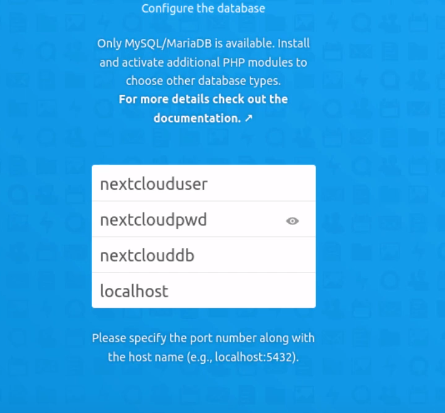 Configure the database
Only MySQL/MariaDB is available. Install
and activate additional PHP modules to
choose other database types.
For more details check out the
documentation. ↗
nextclouduser
nextcloudpwd
nextclouddb
localhost
Please specify the port number along with
the host name (e.g., localhost:5432).